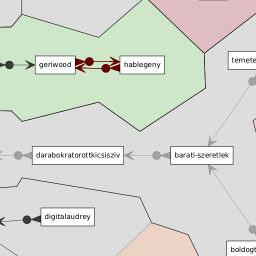 temete
geriwood
hablegeny
darabokratorottkicsisziv
barati-szeretlek
digitalaudrey
boldogt